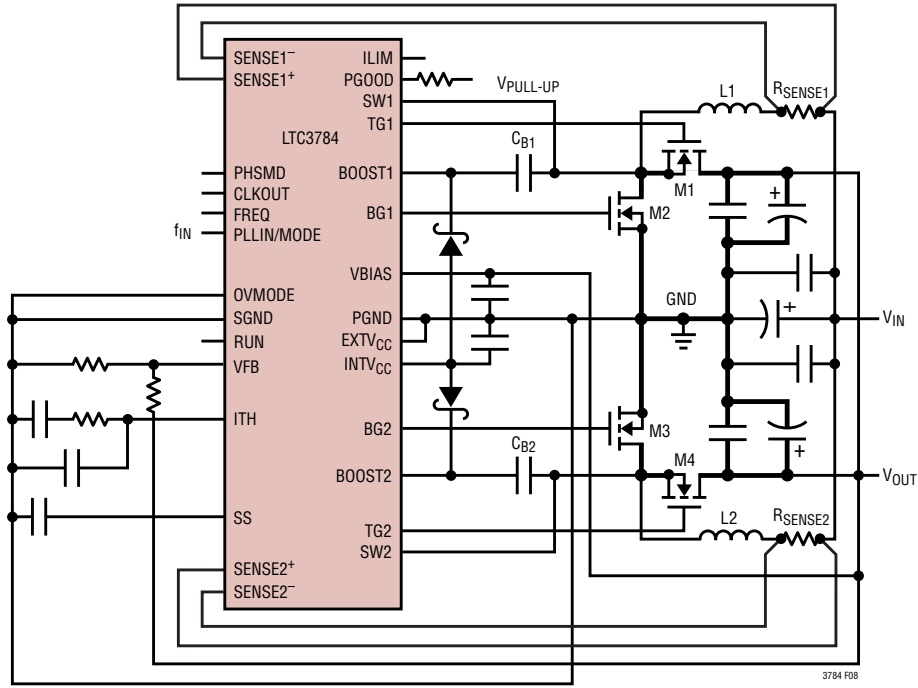 SENSE1–
SENSE1+
ILIM
PGOOD
VPULL-UP
SW1
TG1
L1
RSENSE1
LTC3784
CB1
PHSMD
BOOST1
M1
CLKOUT
FREQ
BG1
M2
+
fIN
PLLIN/MODE
VBIAS
OVMODE
GND
+
SGND
PGND
VIN
RUN
EXTVCC
VFB
INTVCC
ITH
BG2
M3
CB2
M4
+
BOOST2
VOUT
SS
TG2
L2
RSENSE2
SW2
SENSE2+
SENSE2–
3784 F08